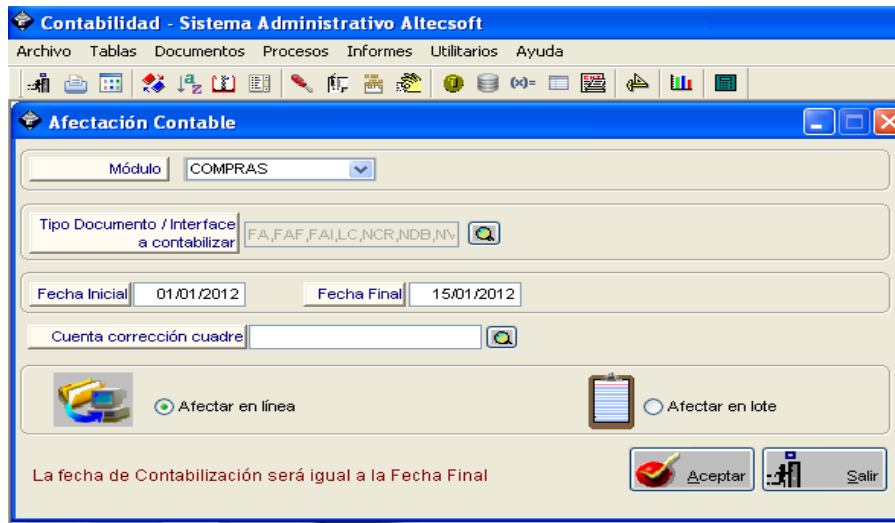 Contabilidad - Sistema Administrativo Altecsoft
Archivo Tablas Documentos Procesos Informes Utilitarios Ayuda
Afectación Contable
Módulo COMPRAS
Tipo Documento / Interface
a contabilizar FA,FAF,FAI,LC,NCR,NDB,
Fecha Inicial 01/01/2012 Fecha Final 15/01/2012
Cuenta corrección cuadre
Afectar en línea Afectar en lote
La fecha de Contabilización será igual a la Fecha Final Aceptar Salir